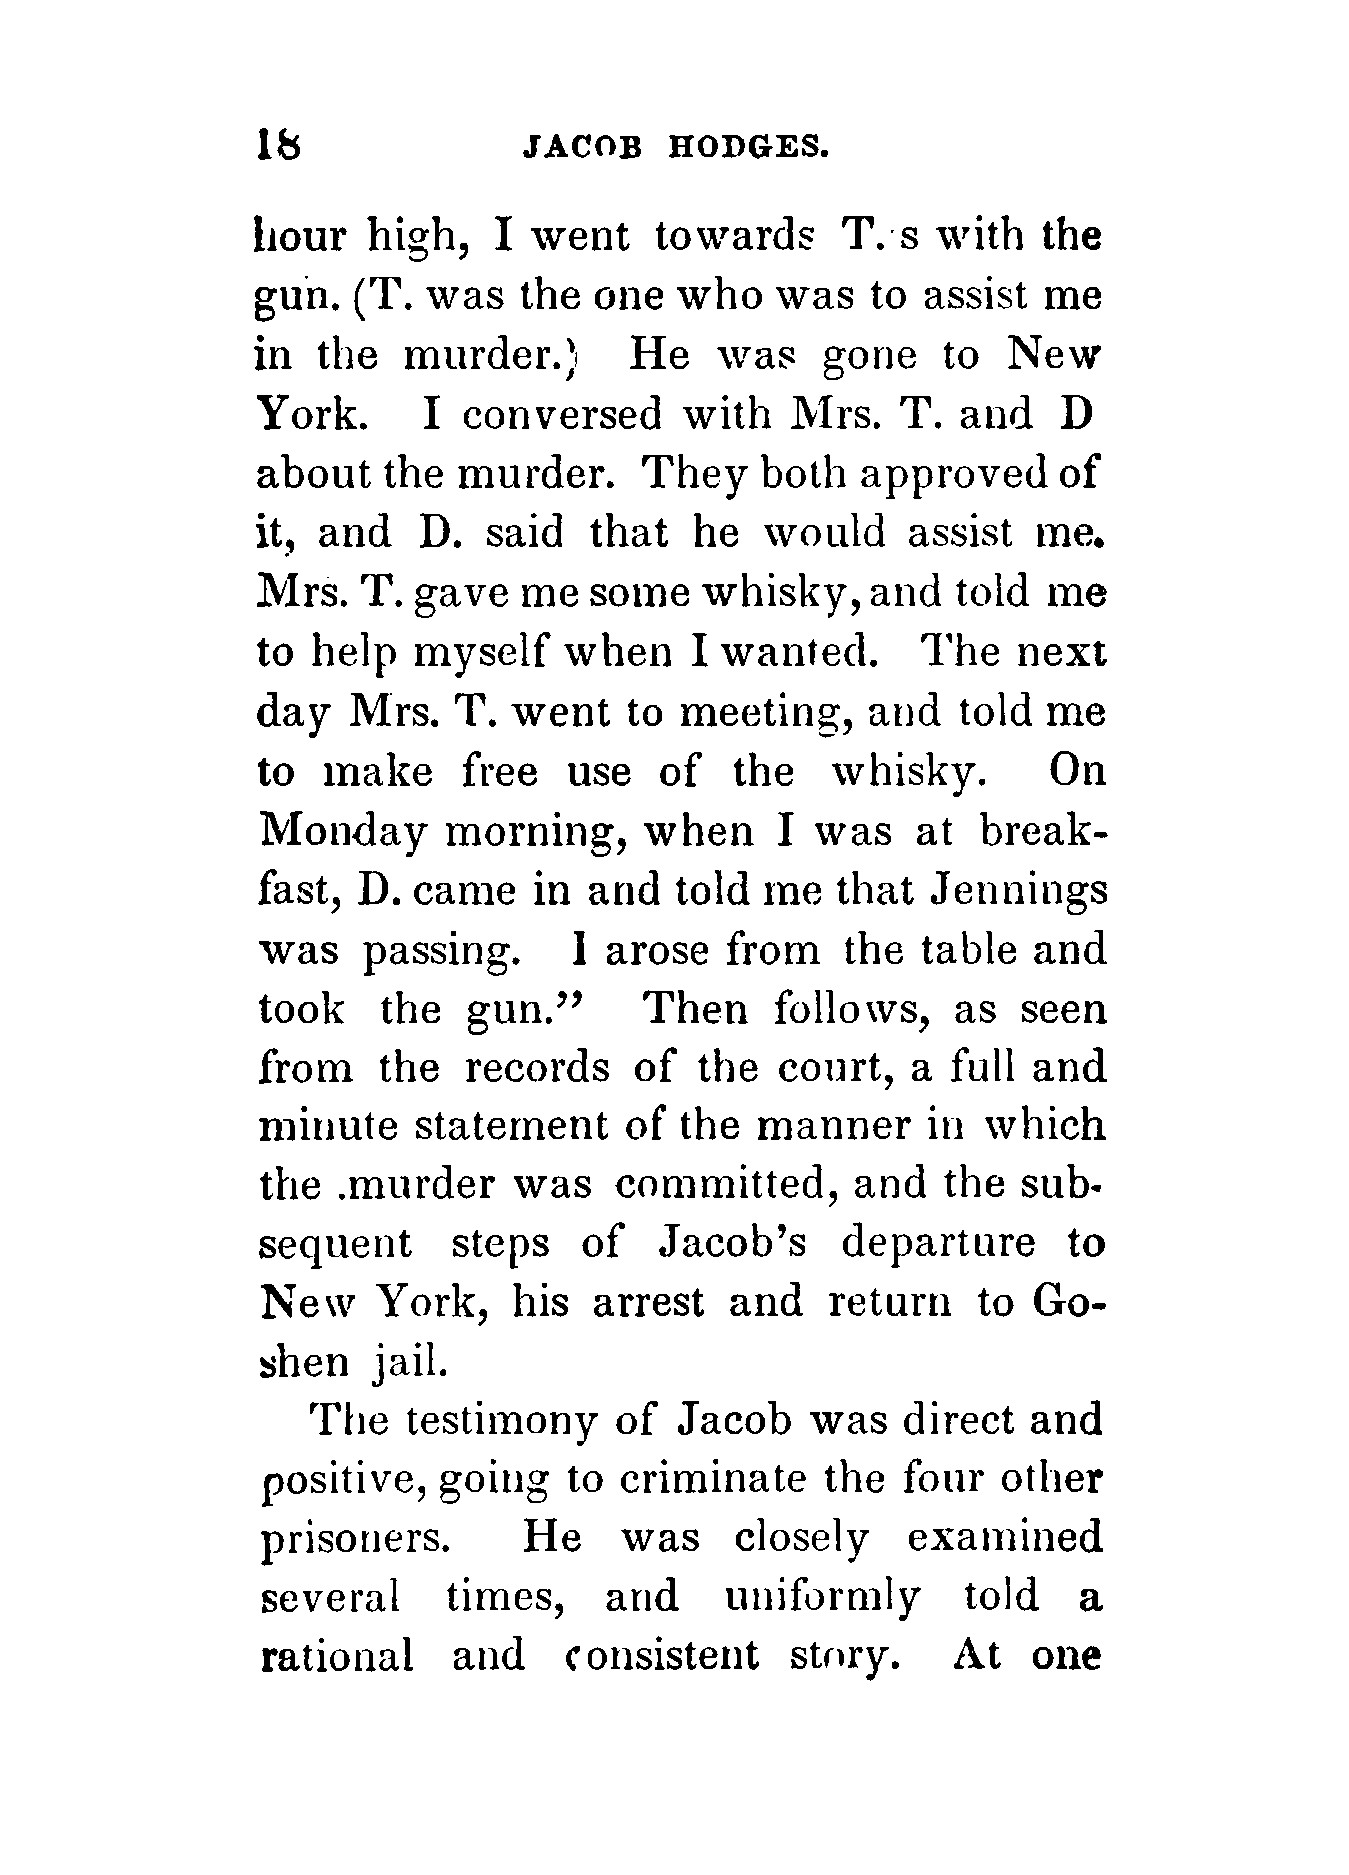 18 JACOB HODGES.
hour high, I went towards T.'s with the
gun. (T. was the one who was to assist me
in the murder.) He was gone to New
York. I conversed with Mrs. T. and D
about the murder. They both approved of
it, and D. said that he would assist me.
Mrs. T. gave me some whisky, and told me
to help myself when I wanted. The next
day Mrs. T. went to meeting, and told me
to make free use of the whisky. On
Monday morning, when I was at break-
fast, D. came in and told me that Jennings
was passing. I arose from the table and
took the gun.” Then follows, as seen
from the records of the court, a full and
minute statement of the manner in which
the murder was committed, and the sub-
sequent steps of Jacob's departure to
New York, his arrest and return to Go-
shen jail.
The testimony of Jacob was direct and
positive, going to criminate the four other
prisoners. He was closely examined
several times, and uniformly told a
rational and consistent story. At one